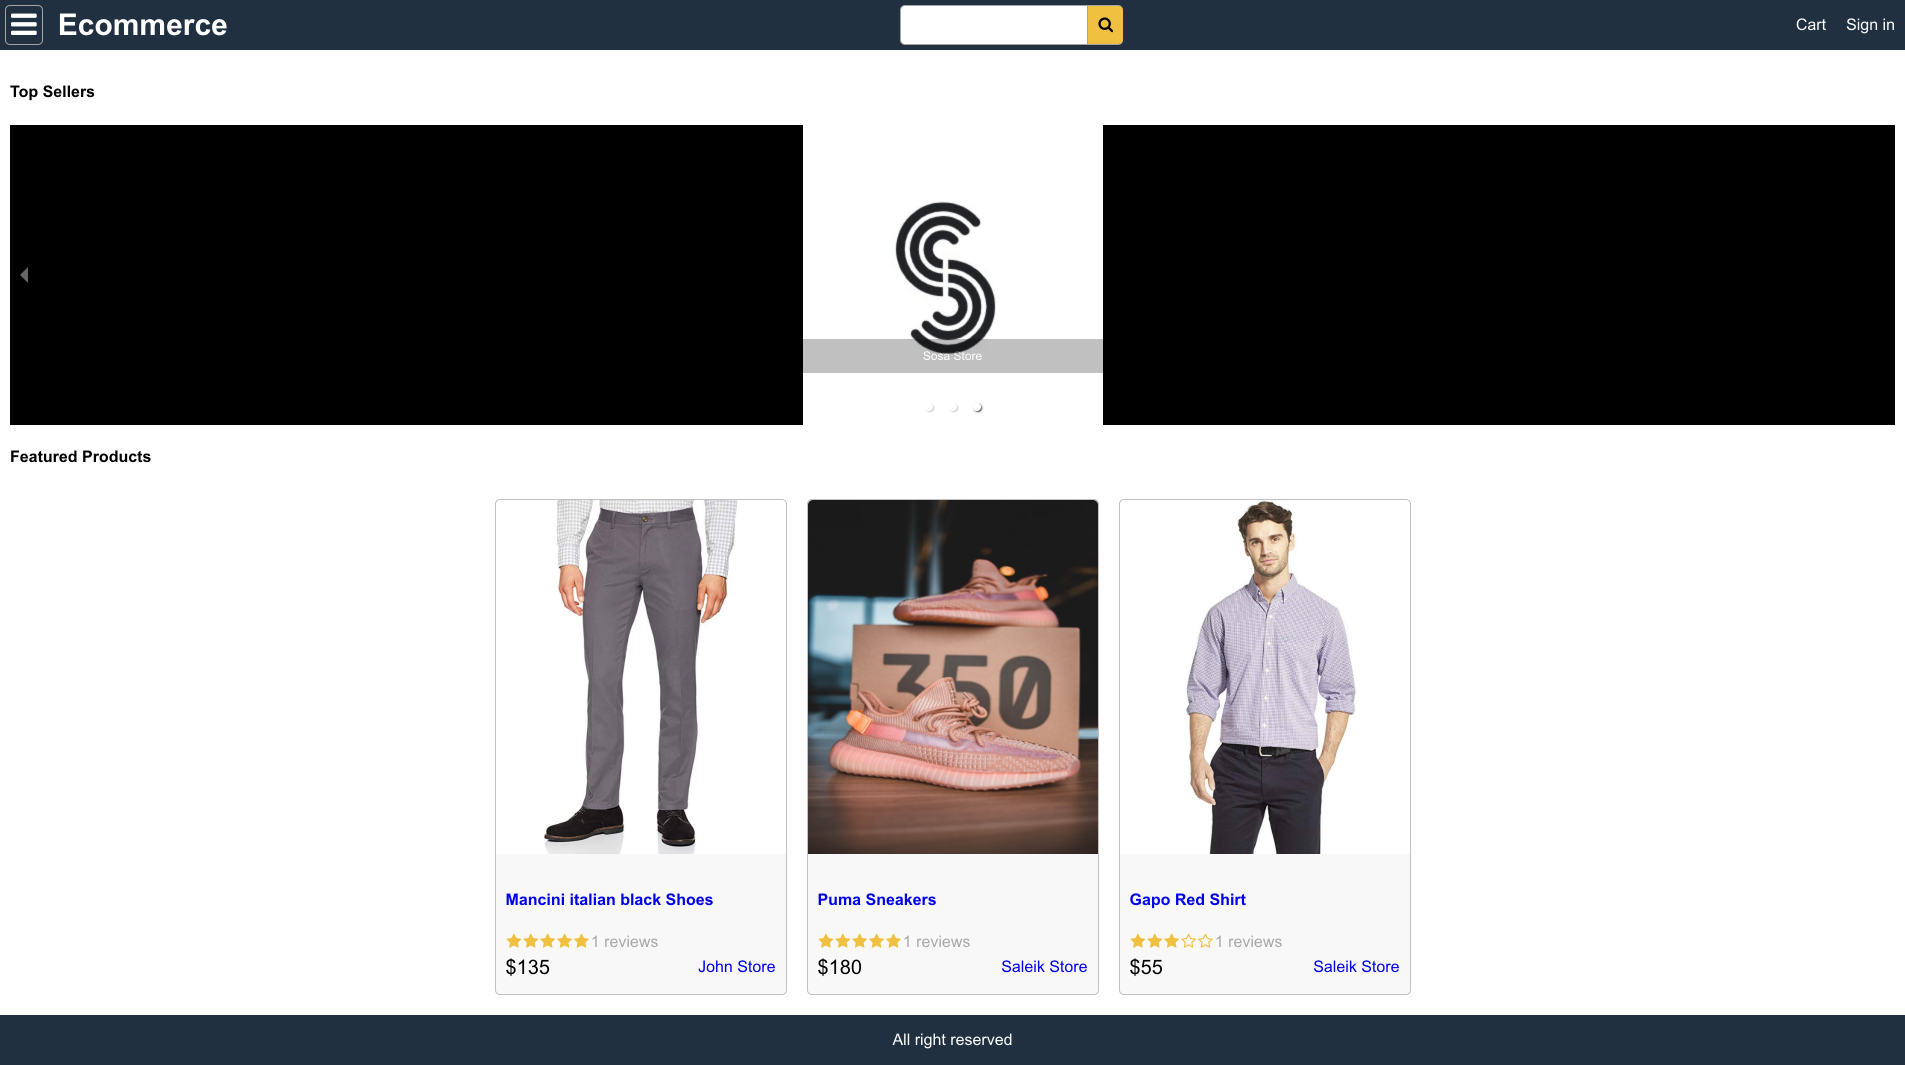 Ecommerce
Cart
Sign in
Top Sellers
Sosa Store
Featured Products
350
Mancini italian black Shoes
1 reviews
$135
John Store
Puma Sneakers
1 reviews
$180
Saleik Store
Gapo Red Shirt
1 reviews
$55
Saleik Store
All right reserved